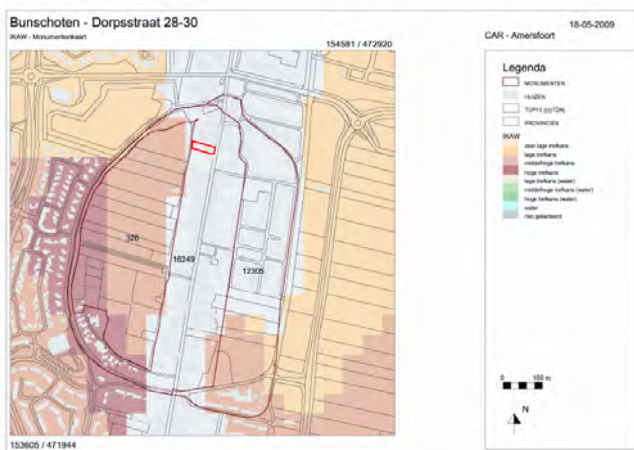 Bunschoten - Dorpsstraat 28-30
IKAW - Monumentenkaart
154581 / 472920
326
16249
12305
153605 / 471944
18-05-2009
CAR - Amersfoort
Legenda
MONUMENTEN
HUIZEN
TOP10 ((c)TDN)
PROVINCIES
IKAW
zeer lage trefkans
lage trefkans
middelhoge trefkans
hoge trefkans
lage trefkans (water)
middelhoge trefkans (water)
hoge trefkans (water)
water
niet gekarteerd
0 100 m
N